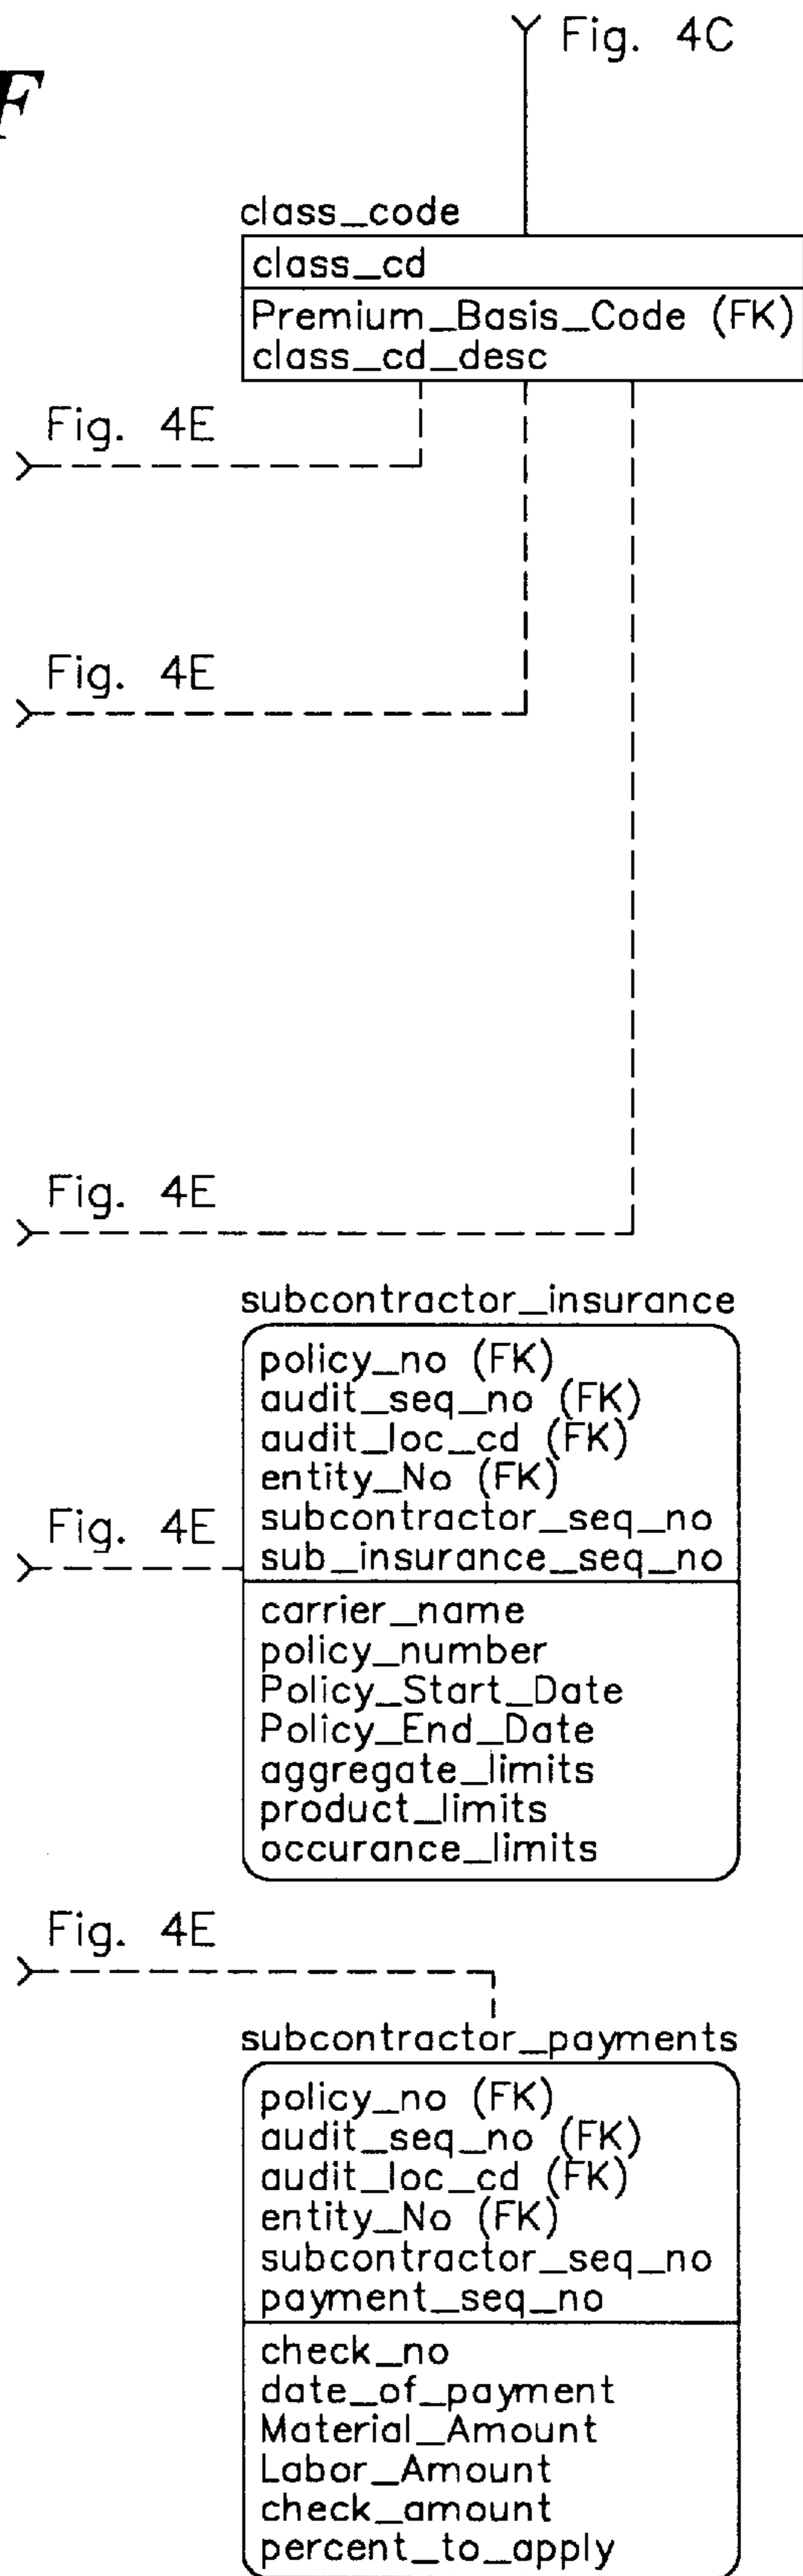 F
Fig. 4C
class_code
class_cd
Premium_Basis_Code (FK)
class_cd_desc
Fig. 4E
Fig. 4E
Fig. 4E
subcontractor_insurance
policy_no (FK)
audit_seq_no (FK)
audit_loc_cd (FK)
entity_No (FK)
subcontractor_seq_no
sub_insurance_seq_no
Fig. 4E
carrier_name
policy_number
Policy_Start_Date
Policy_End_Date
aggregate_limits
product_limits
occurance_limits
Fig. 4E
subcontractor_payments
policy_no (FK)
audit_seq_no (FK)
audit_loc_cd (FK)
entity_No (FK)
subcontractor_seq_no
payment_seq_no
check_no
date_of_payment
Material_Amount
Labor_Amount
check_amount
percent_to_apply